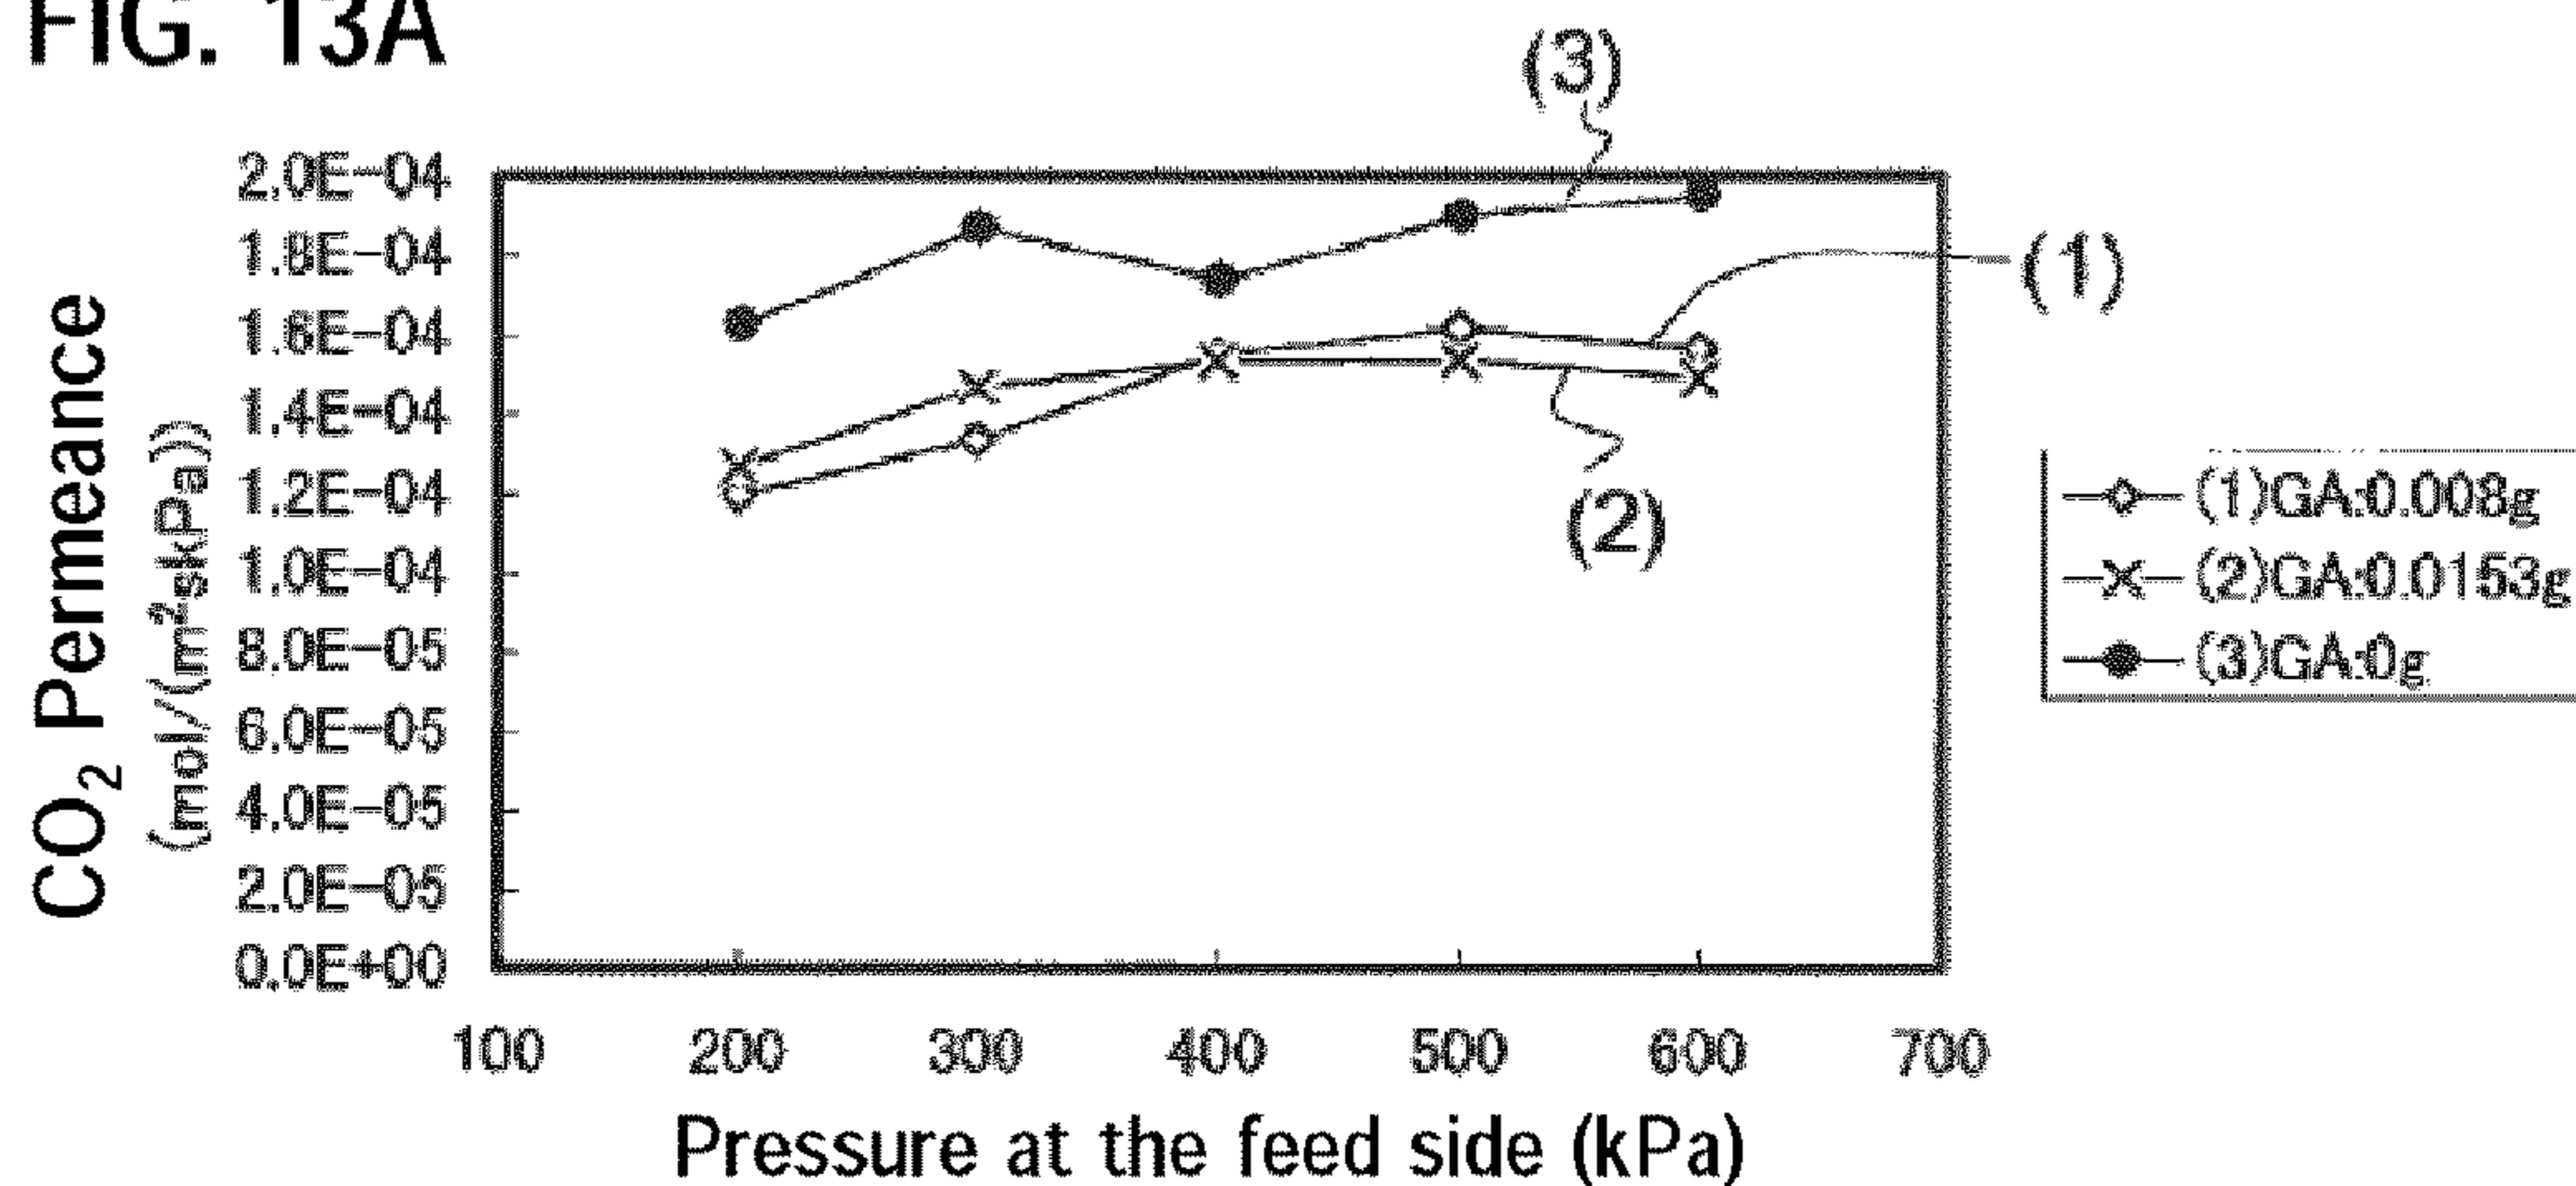 FIG. 13A
(3)
2.0E-04
1.8E-04
1.6E-04
1.4E-04
1.2E-04
1.0E-04
8.0E-05
6.0E-05
4.0E-05
2.0E-05
0.0E+00
CO₂ Permeance
(mol/(m²skPa))
(1)
(2)
(1)GA:0.008g
(2)GA:0.0153g
(3)GA:0g
100 200 300 400 500 600 700
Pressure at the feed side (kPa)